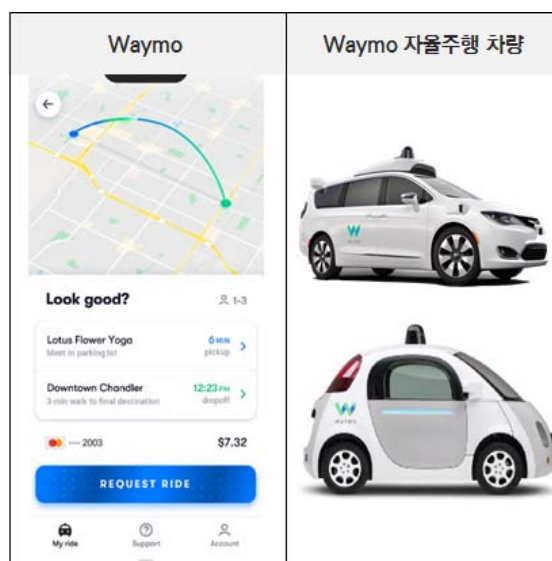 Waymo
Waymo 자율주행 차량
Look good?
1-3
Lotus Flower Yoga
6 MIN
Meet in parking lot
pickup
Downtown Chandler
12:23 PM
3 min walk to final destination
dropoff
2003
$7.32
REQUEST RIDE
My ride
Support
Account
WAYMO